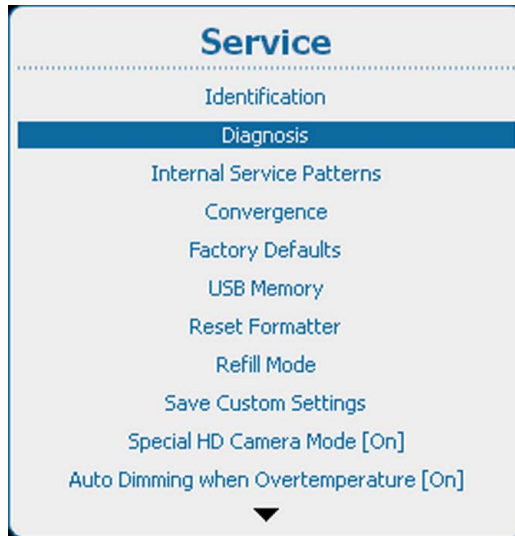 Service
Identification
Diagnosis
Internal Service Patterns
Convergence
Factory Defaults
USB Memory
Reset Formatter
Refill Mode
Save Custom Settings
Special HD Camera Mode [On]
Auto Dimming when Overtemperature [On]